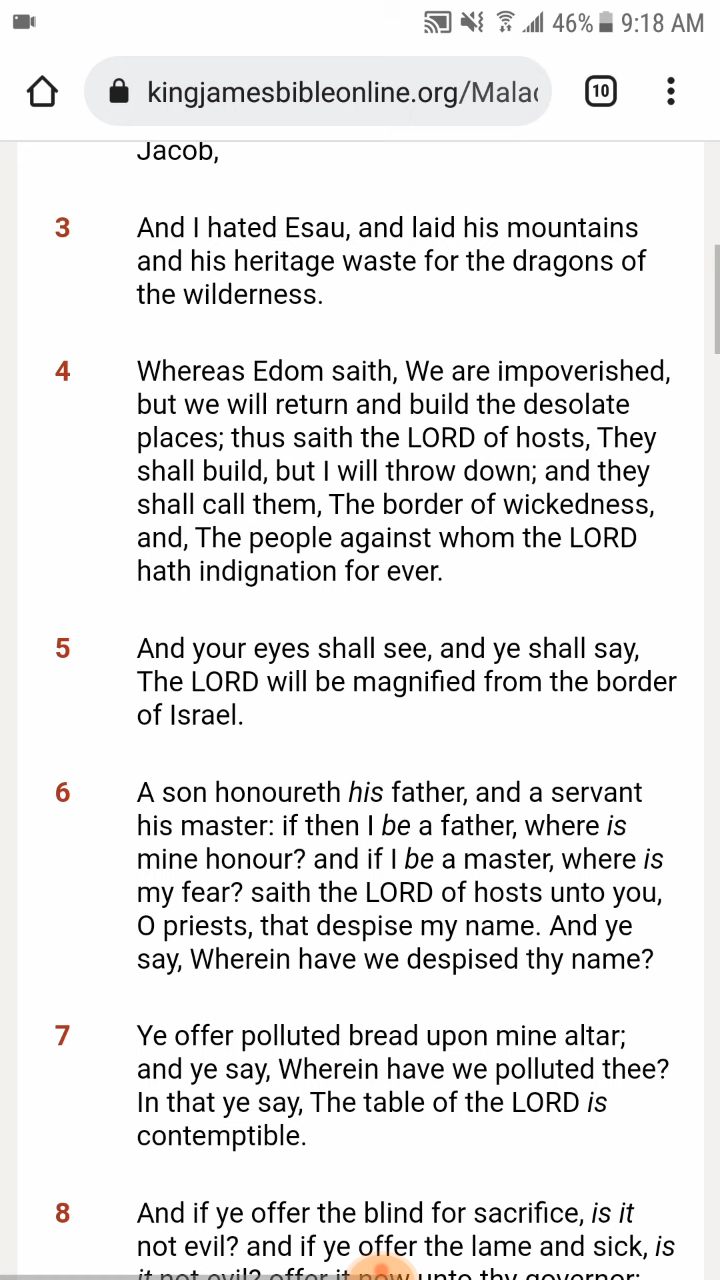 46% 9:18 AM
kingjamesbibleonline.org/Malac
10
Jacob,
3 And I hated Esau, and laid his mountains
and his heritage waste for the dragons of
the wilderness.
4 Whereas Edom saith, We are impoverished,
but we will return and build the desolate
places; thus saith the LORD of hosts, They
shall build, but I will throw down; and they
shall call them, The border of wickedness,
and, The people against whom the LORD
hath indignation for ever.
5 And your eyes shall see, and ye shall say,
The LORD will be magnified from the border
of Israel.
6 A son honoureth his father, and a servant
his master: if then I be a father, where is
mine honour? and if I be a master, where is
my fear? saith the LORD of hosts unto you,
O priests, that despise my name. And ye
say, Wherein have we despised thy name?
7 Ye offer polluted bread upon mine altar;
and ye say, Wherein have we polluted thee?
In that ye say, The table of the LORD is
contemptible.
8 And if ye offer the blind for sacrifice, is it
not evil? and if ye offer the lame and sick, is
it not evil? offer it now unto thy governor;